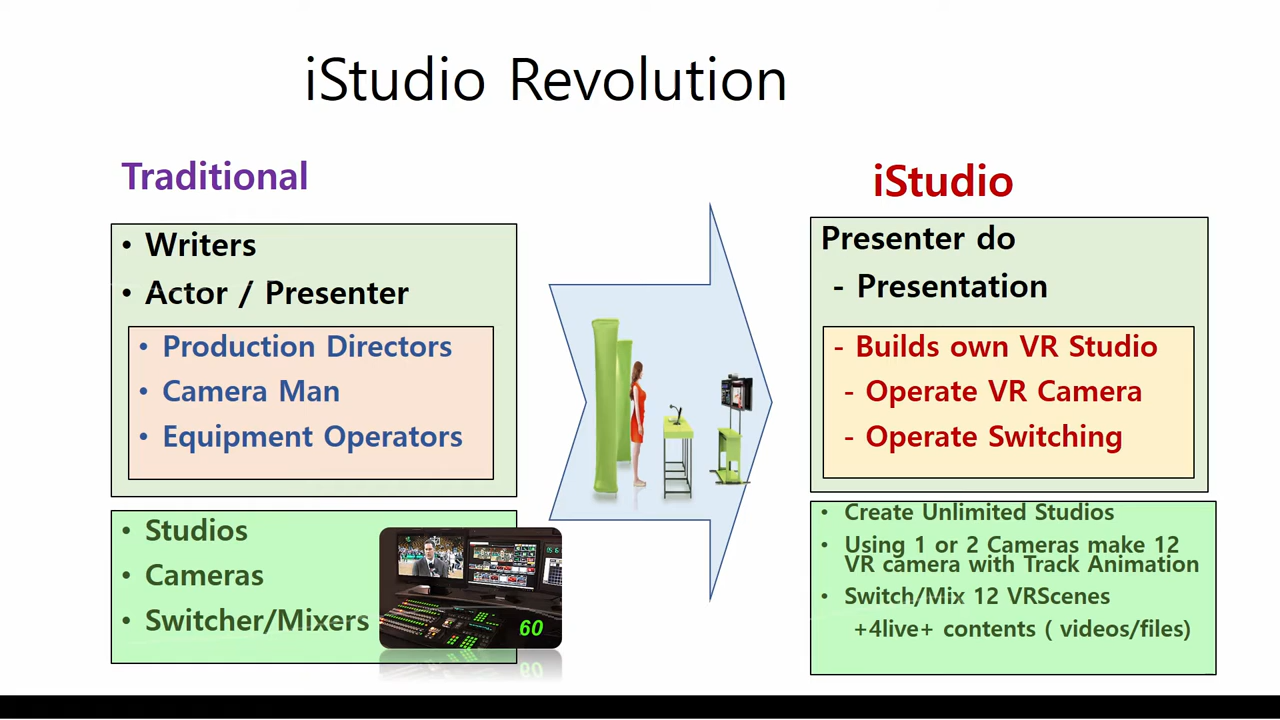 iStudio Revolution
Traditional
• Writers
• Actor / Presenter
• Production Directors
• Camera Man
• Equipment Operators
• Studios
• Cameras
• Switcher/Mixers
60
iStudio
Presenter do
- Presentation
- Builds own VR Studio
- Operate VR Camera
- Operate Switching
• Create Unlimited Studios
• Using 1 or 2 Cameras make 12
VR camera with Track Animation
• Switch/Mix 12 VRScenes
+4live+ contents ( videos/files)